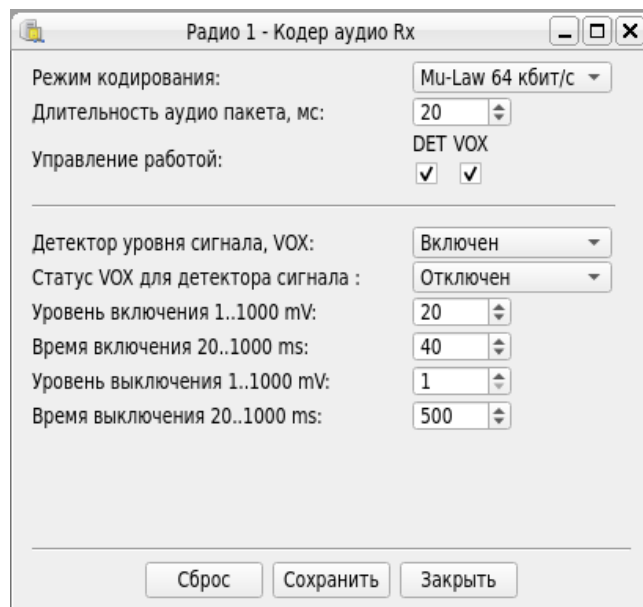 Радио 1 - Кодер аудио Rx
Режим кодирования: Mu-Law 64 кбит/с
Длительность аудио пакета, мс: 20
DET VOX
Управление работой:
Детектор уровня сигнала, VOX: Включен
Статус VOX для детектора сигнала : Отключен
Уровень включения 1..1000 mV: 20
Время включения 20..1000 ms: 40
Уровень выключения 1..1000 mV: 1
Время выключения 20..1000 ms: 500
Сброс Сохранить Закрыть